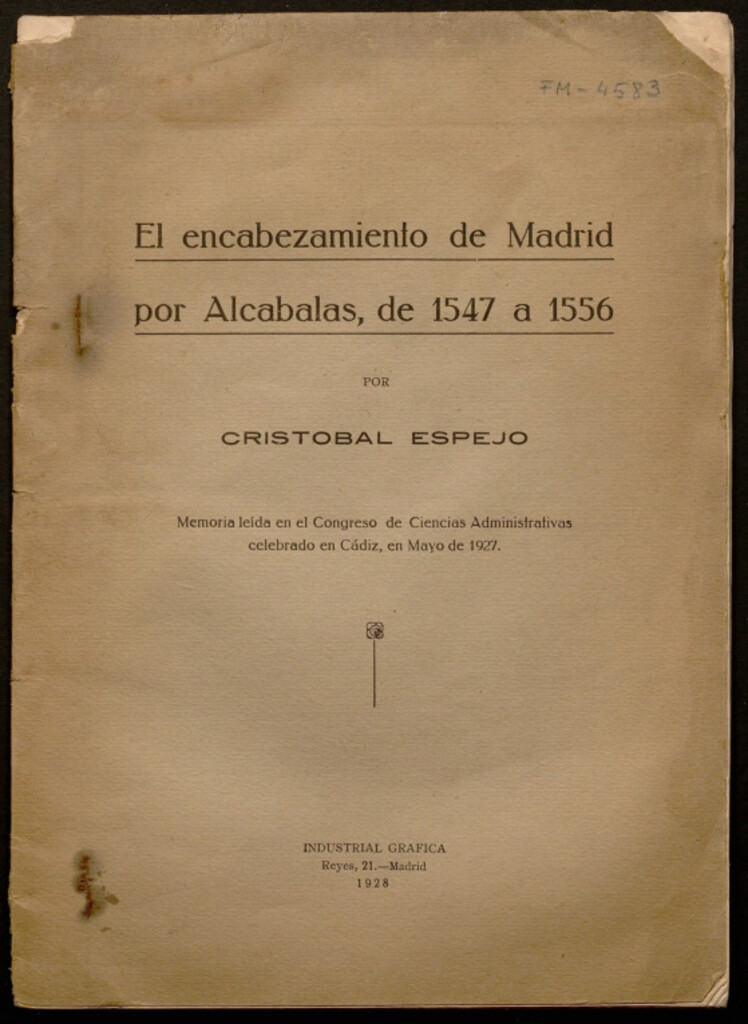 FM-4583
El encabezamiento de Madrid
por Alcabalas, de 1547 a 1556
POR
CRISTOBAL ESPEJO
Memoria leída en el Congreso de Ciencias Administrativas
celebrado en Cádiz, en Mayo de 1927.
INDUSTRIAL GRAFICA
Reyes, 21.—Madrid
1928